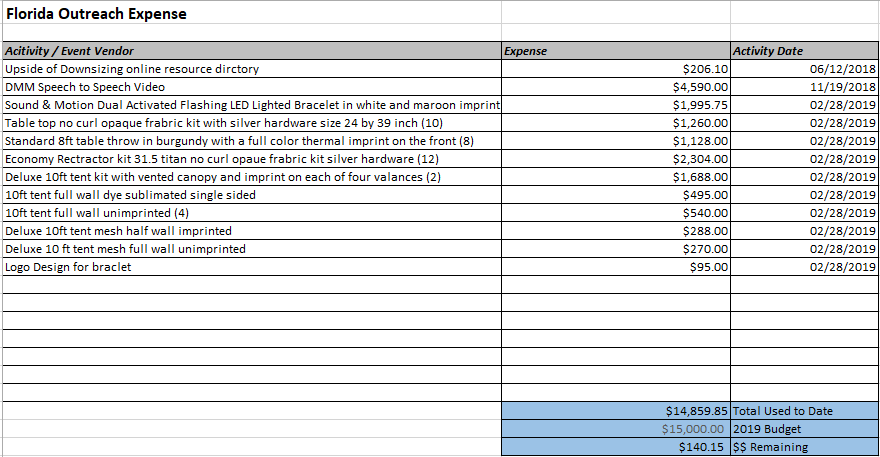 Florida Outreach Expense
Acitivity / Event Vendor Expense Activity Date
Upside of Downsizing online resource dirctory $206.10 06/12/2018
DMM Speech to Speech Video $4,590.00 11/19/2018
Sound & Motion Dual Activated Flashing LED Lighted Bracelet in white and maroon imprint $1,995.75 02/28/2019
Table top no curl opaque frabric kit with silver hardware size 24 by 39 inch (10) $1,260.00 02/28/2019
Standard 8ft table throw in burgundy with a full color thermal imprint on the front (8) $1,128.00 02/28/2019
Economy Rectractor kit 31.5 titan no curl opaue frabric kit silver hardware (12) $2,304.00 02/28/2019
Deluxe 10ft tent kit with vented canopy and imprint on each of four valances (2) $1,688.00 02/28/2019
10ft tent full wall dye sublimated single sided $495.00 02/28/2019
10ft tent full wall unimprinted (4) $540.00 02/28/2019
Deluxe 10ft tent mesh half wall imprinted $288.00 02/28/2019
Deluxe 10 ft tent mesh full wall unimprinted $270.00 02/28/2019
Logo Design for braclet $95.00 02/28/2019
$14,859.85 Total Used to Date
$15,000.00 2019 Budget
$140.15 $$ Remaining